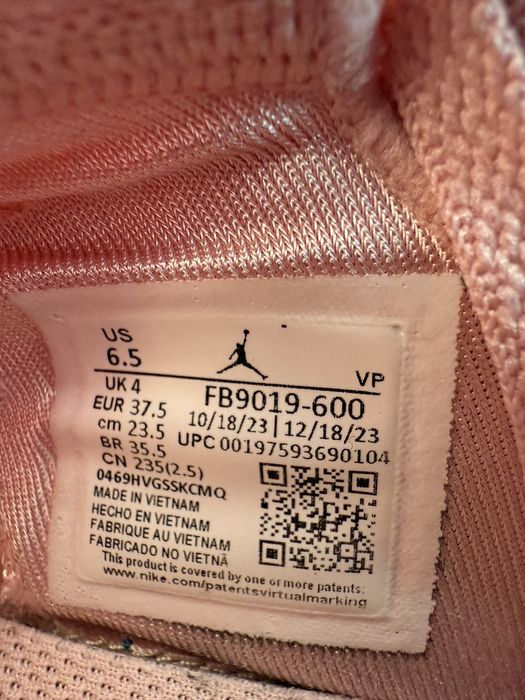 US
6.5
VP
UK 4
FB9019-600
EUR 37.5
10/18/23 | 12/18/23
cm 23.5
UPC 00197593690104
BR 35.5
CN 235(2.5)
0469HVGSSKCMQ
MADE IN VIETNAM
HECHO EN VIETNAM
FABRIQUE AU VIETNAM
FABRICADO NO VIETNÃ
This product is covered by one or more patents:
www.nike.com/patentsvirtualmarking